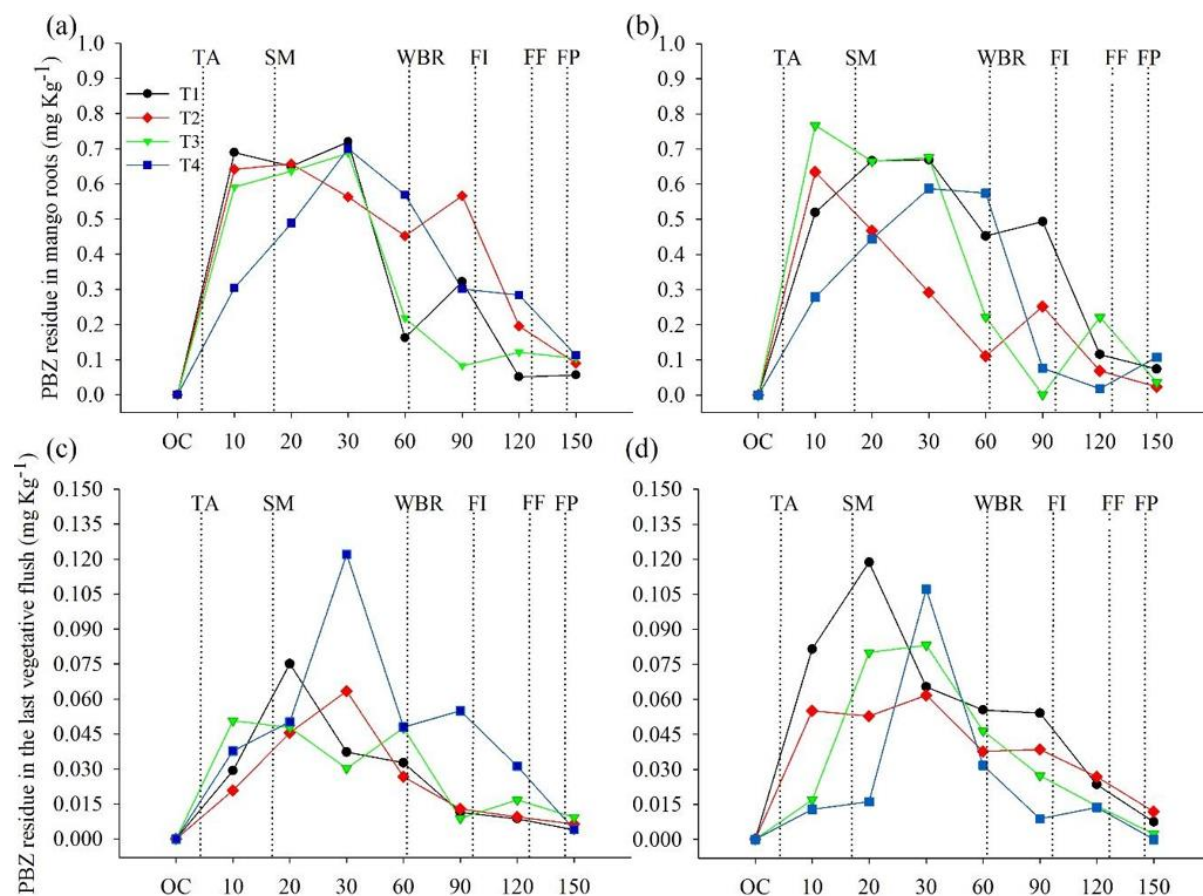 (a)
(b)
TA SM WBR FI FF FP
TA SM WBR FI FF FP
PBZ residue in mango roots (mg Kg⁻¹)
1.0
0.9
0.8
0.7
0.6
0.5
0.4
0.3
0.2
0.1
0.0
T1
T2
T3
T4
1.0
0.9
0.8
0.7
0.6
0.5
0.4
0.3
0.2
0.1
0.0
OC 10 20 30 60 90 120 150
OC 10 20 30 60 90 120 150
(c)
(d)
TA SM WBR FI FF FP
TA SM WBR FI FF FP
PBZ residue in the last vagetative flush (mg Kg⁻¹)
0.150
0.135
0.120
0.105
0.090
0.075
0.060
0.045
0.030
0.015
0.000
0.150
0.135
0.120
0.105
0.090
0.075
0.060
0.045
0.030
0.015
0.000
OC 10 20 30 60 90 120 150
OC 10 20 30 60 90 120 150